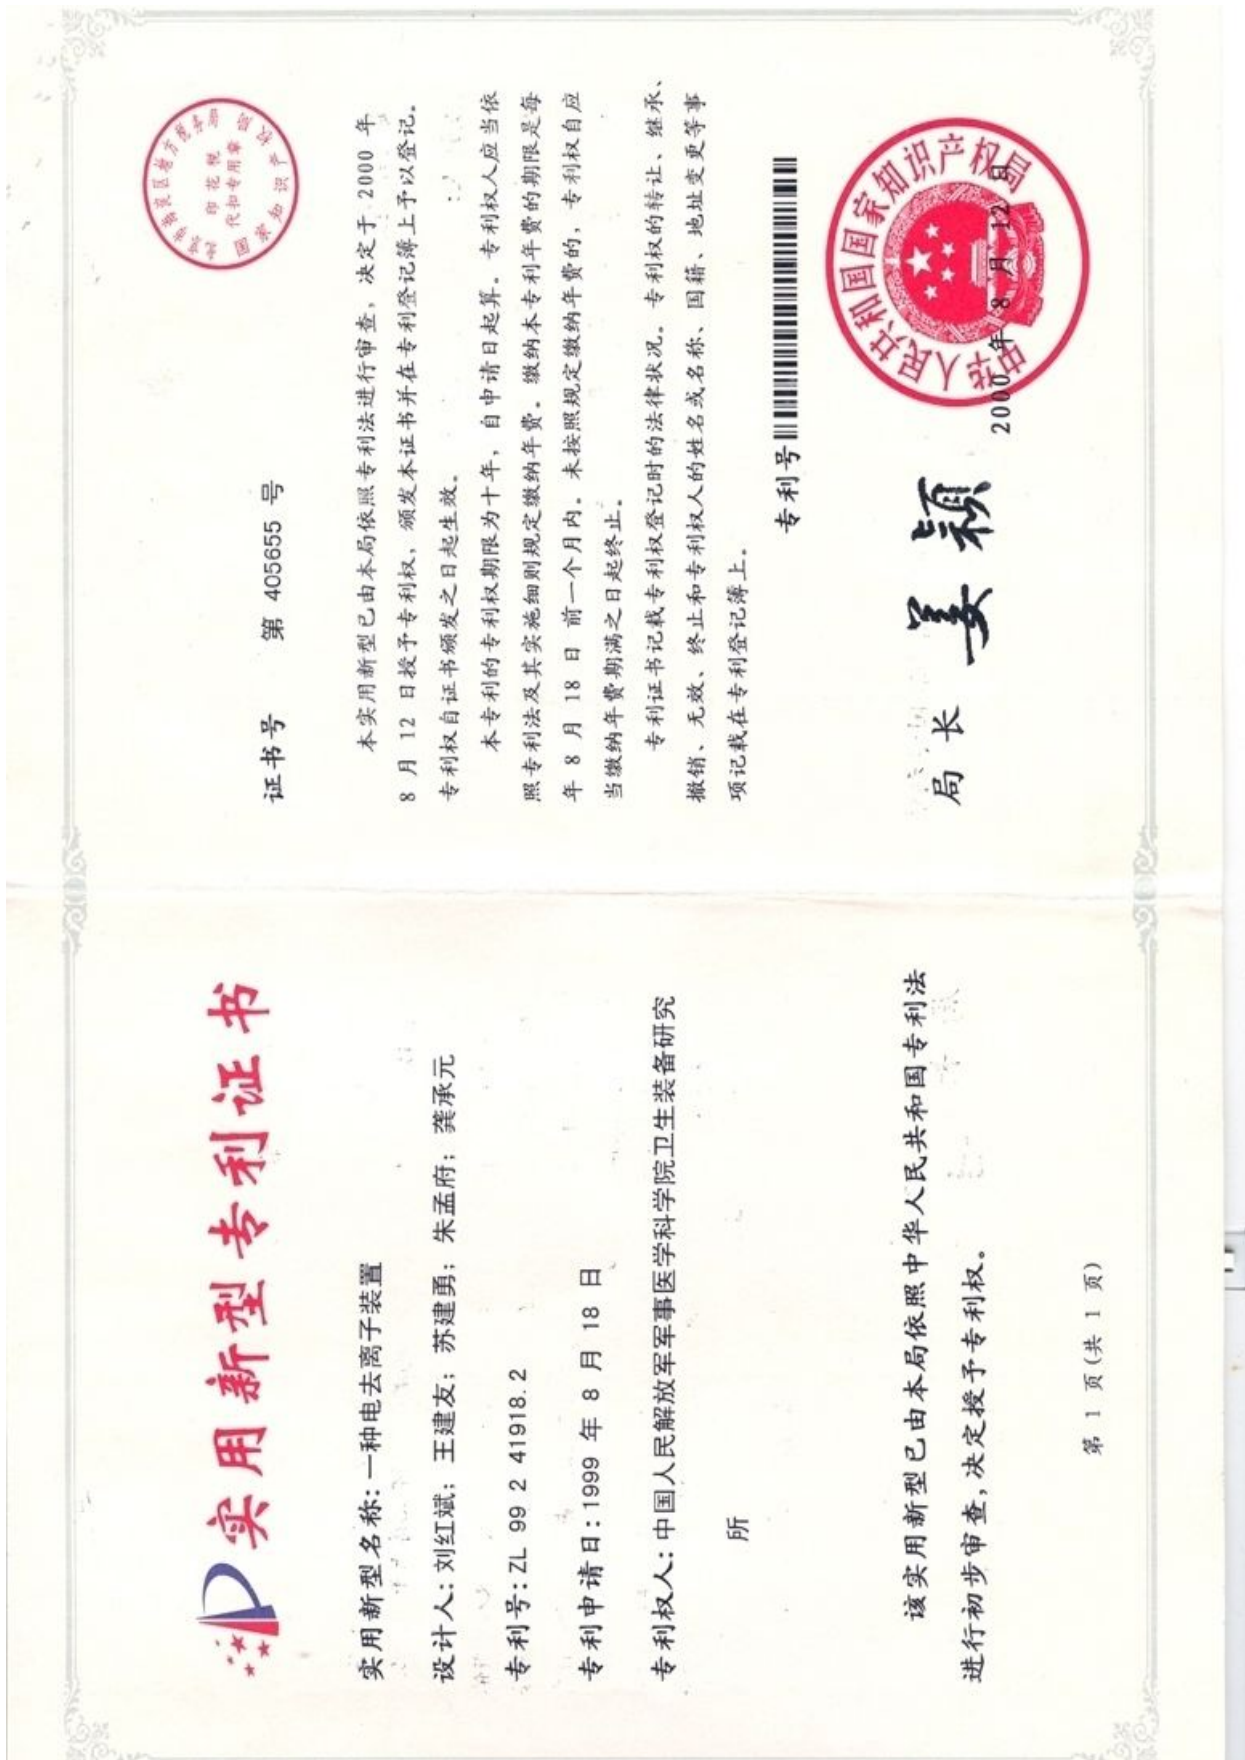 实用新型专利证书
实用新型名称:一种电去离子装置
设计人:刘红斌；王建友；苏建勇；朱孟府；龚承元
专利号:ZL 99 2 41918.2
专利申请日:1999 年 8 月 18 日
专利权人:中国人民解放军军事医学科学院卫生装备研究
所
该实用新型已由本局依照中华人民共和国专利法
进行初步审查,决定授予专利权。
第 1 页(共 1 页)
证书号 第 405655 号
国家知识产权局
印花税
代扣专用章
本实用新型已由本局依照专利法进行审查，决定于 2000 年
8 月 12 日授予专利权，颁发本证书并在专利登记簿上予以登记。
专利权自证书颁发之日起生效。
本专利的专利权期限为十年，自申请日起算。专利权人应当依
照专利法及其实施细则规定缴纳年费。缴纳本专利年费的期限是每
年 8 月 18 日 前一个月内。未按照规定缴纳年费的，专利权自应
当缴纳年费期满之日起终止。
专利证书记载专利权登记时的法律状况。专利权的转让、继承、
撤销、无效、终止和专利权人的姓名或名称、国籍、地址变更等事
项记载在专利登记簿上。
专利号
中华人民共和国国家知识产权局
局长 姜颖
2000 年 8 月 12 日